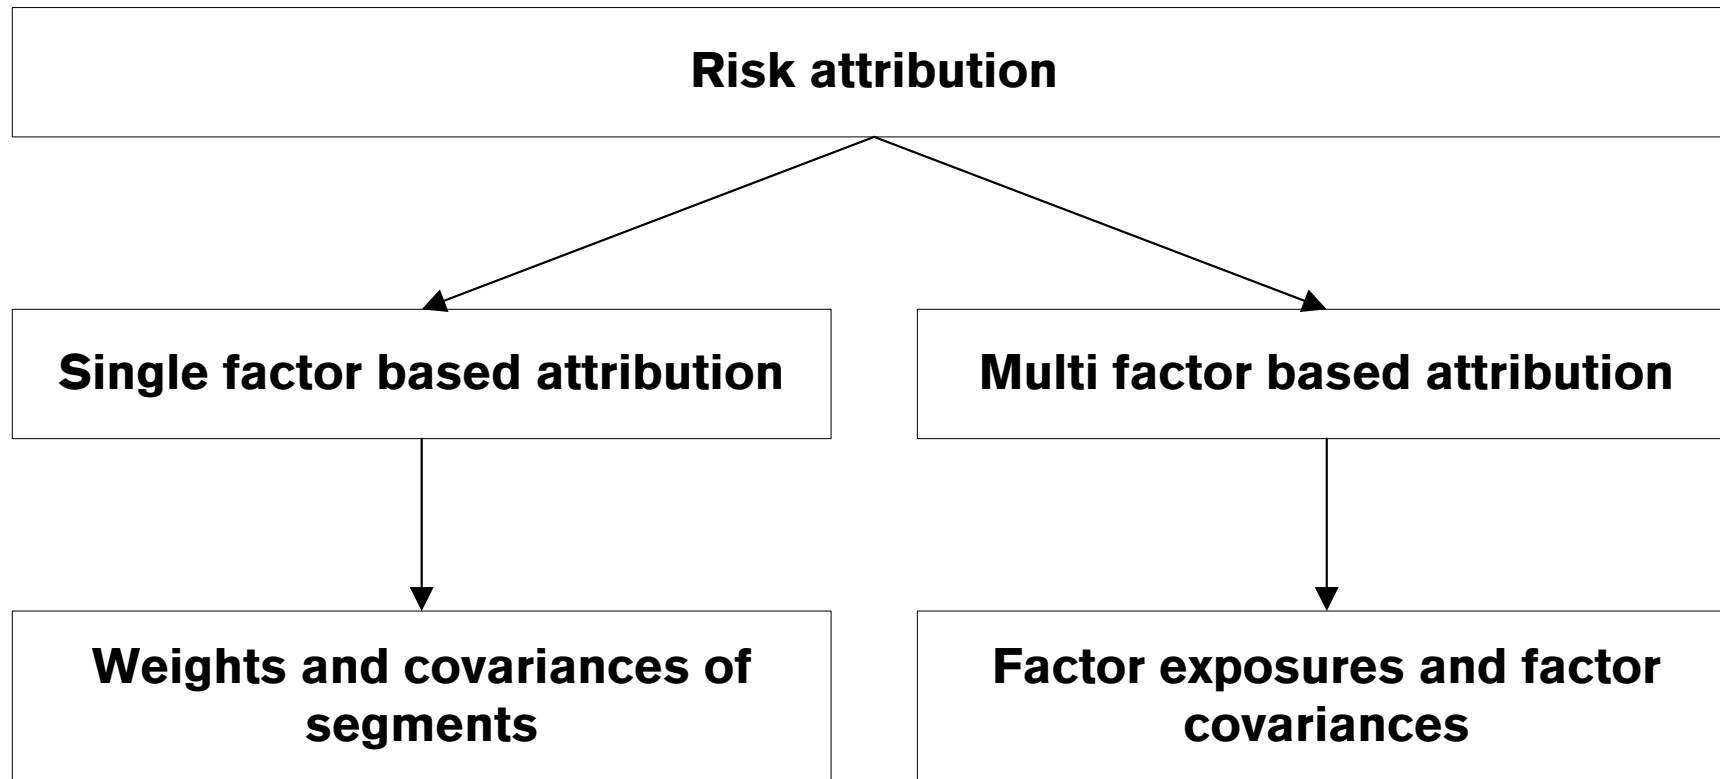 Risk attribution
Single factor based attribution
Multi factor based attribution
Weights and covariances of
segments
Factor exposures and factor
covariances